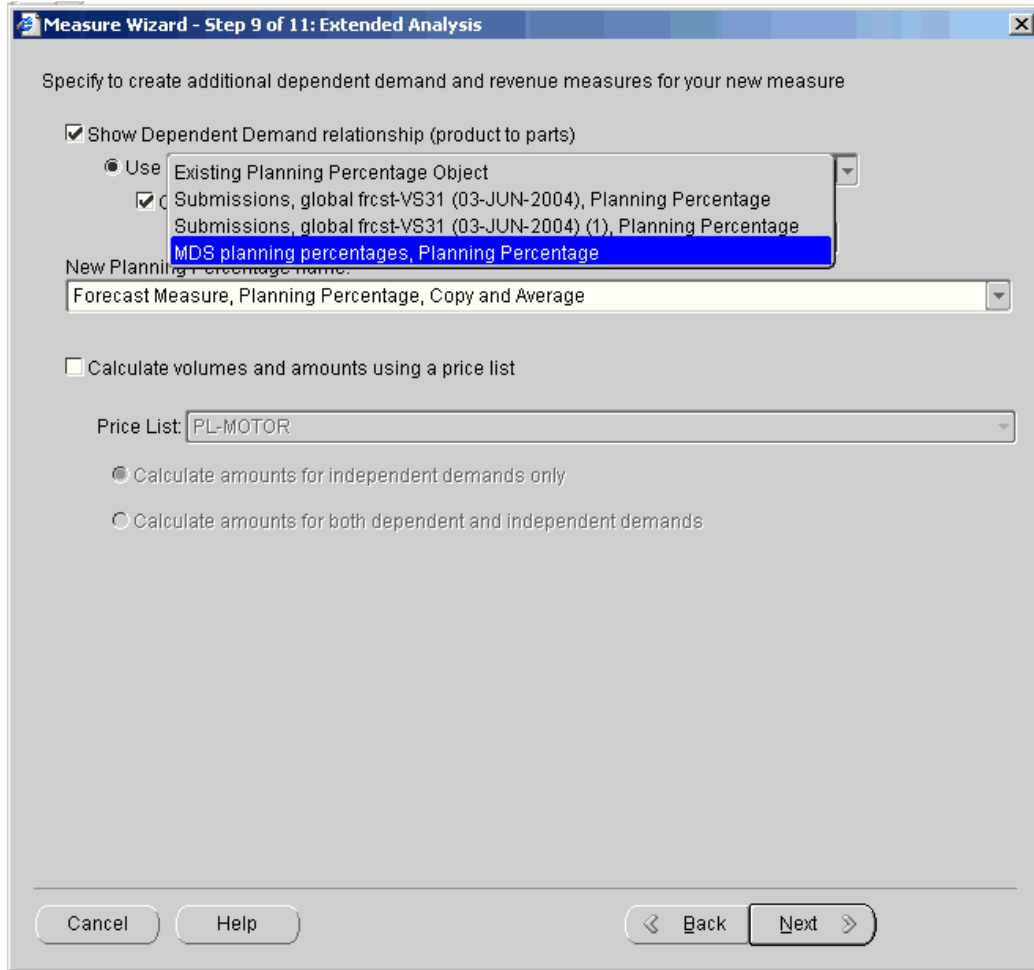 Measure Wizard - Step 9 of 11: Extended Analysis
Specify to create additional dependent demand and revenue measures for your new measure
Show Dependent Demand relationship (product to parts)
Use
Existing Planning Percentage Object
Submissions, global frcst-VS31 (03-JUN-2004), Planning Percentage
Submissions, global frcst-VS31 (03-JUN-2004) (1), Planning Percentage
MDS planning percentages, Planning Percentage
New Planning Percentage name:
Forecast Measure, Planning Percentage, Copy and Average
Calculate volumes and amounts using a price list
Price List: PL-MOTOR
Calculate amounts for independent demands only
Calculate amounts for both dependent and independent demands
Cancel Help Back Next